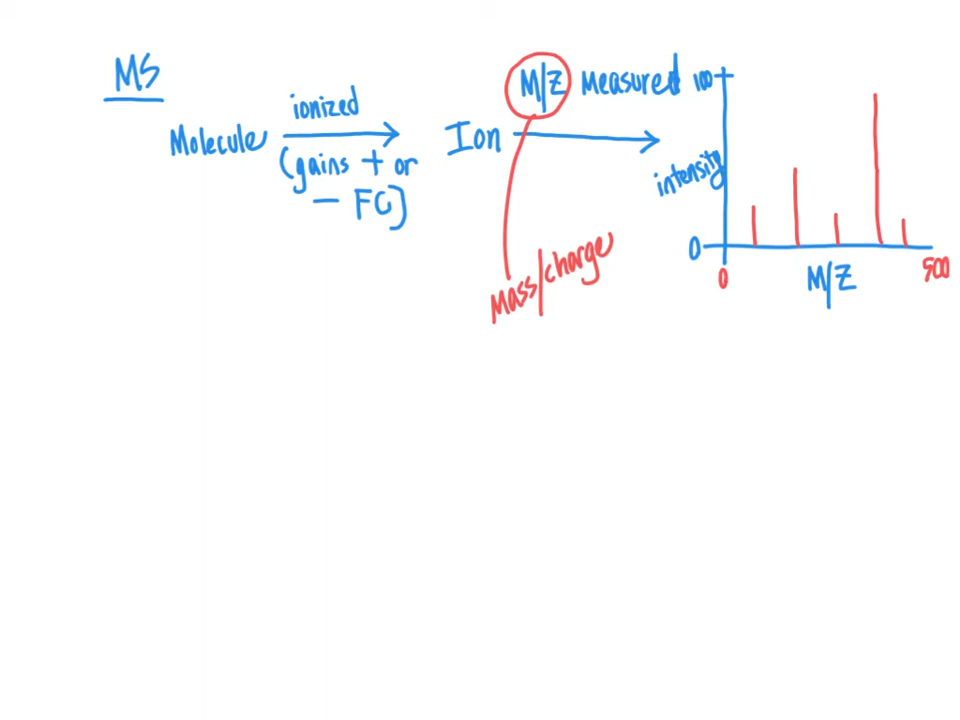 MS
Molecule
ionized
(gains + or
- FC)
Ion
M/Z Measured
Mass/charge
100
intensity
0
0
M/Z
500